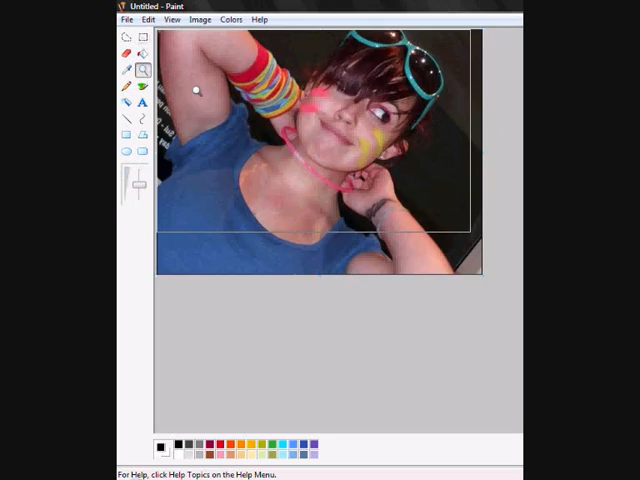 Untitled - Paint
File Edit View Image Colors Help
For Help, click Help Topics on the Help Menu.